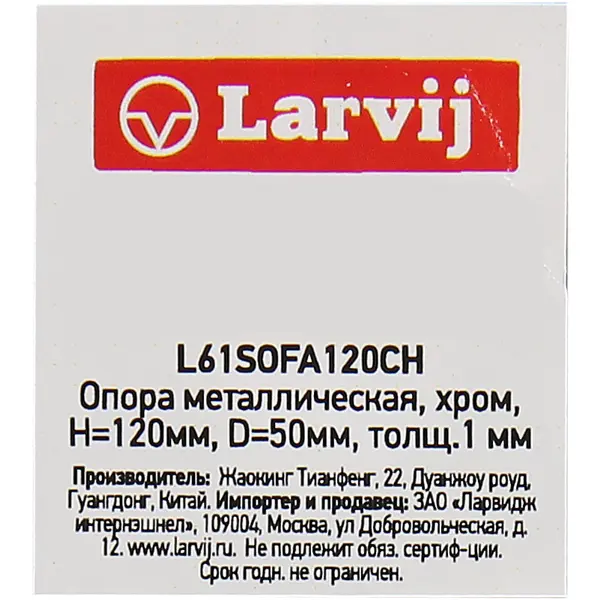 Larvij
L61SOFA120CH
Опора металлическая, хром,
H=120мм, D=50мм, толщ.1 мм
Производитель: Жаокинг Тианфенг, 22, Дуанжоу роуд,
Гуангдонг, Китай. Импортер и продавец: ЗАО «Ларвидж
интернэшнел», 109004, Москва, ул Добровольческая, д.
12. www.larvij.ru. Не подлежит обяз. сертиф-ции.
Срок годн. не ограничен.